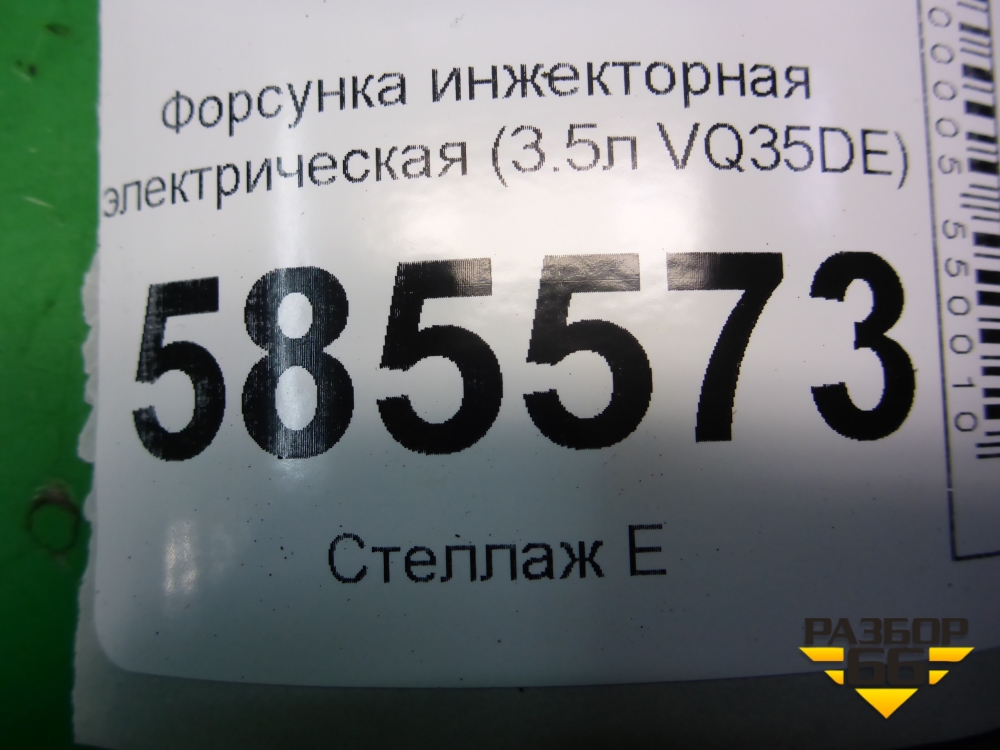 Форсунка инжекторная
электрическая (3.5л VQ35DE)
585573
Стеллаж Е
РАЗБОР
66